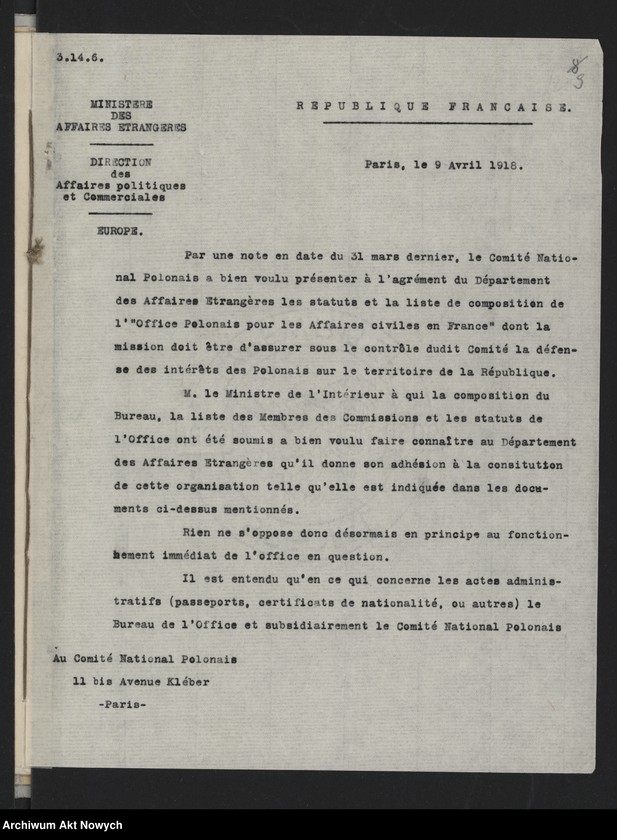 3.14.6.
8
9
MINISTERE
DES
AFFAIRES ETRANGERES
REPUBLIQUE FRANCAISE.
DIRECTION
des
Affaires politiques
et Commerciales
Paris, le 9 Avril 1918.
EUROPE.
Par une note en date du 31 mars dernier, le Comité Natio-
nal Polonais a bien voulu présenter à l'agrément du Département
des Affaires Etrangères les statuts et la liste de composition de
l'"Office Polonais pour les Affaires civiles en France" dont la
mission doit être d'assurer sous le contrôle dudit Comité la défen-
se des intérêts des Polonais sur le territoire de la République.
M. le Ministre de l'Intérieur à qui la composition du
Bureau, la liste des Membres des Commissions et les statuts de
l'Office ont été soumis a bien voulu faire connaître au Département
des Affaires Etrangères qu'il donne son adhésion à la consitution
de cette organisation telle qu'elle est indiquée dans les docu-
ments ci-dessus mentionnés.
Rien ne s'oppose donc désormais en principe au fonction-
nement immédiat de l'office en question.
Il est entendu qu'en ce qui concerne les actes adminis-
tratifs (passeports, certificats de nationalité, ou autres) le
Bureau de l'Office et subsidiairement le Comité National Polonais
Au Comité National Polonais
11 bis Avenue Kléber
-Paris-
Archiwum Akt Nowych